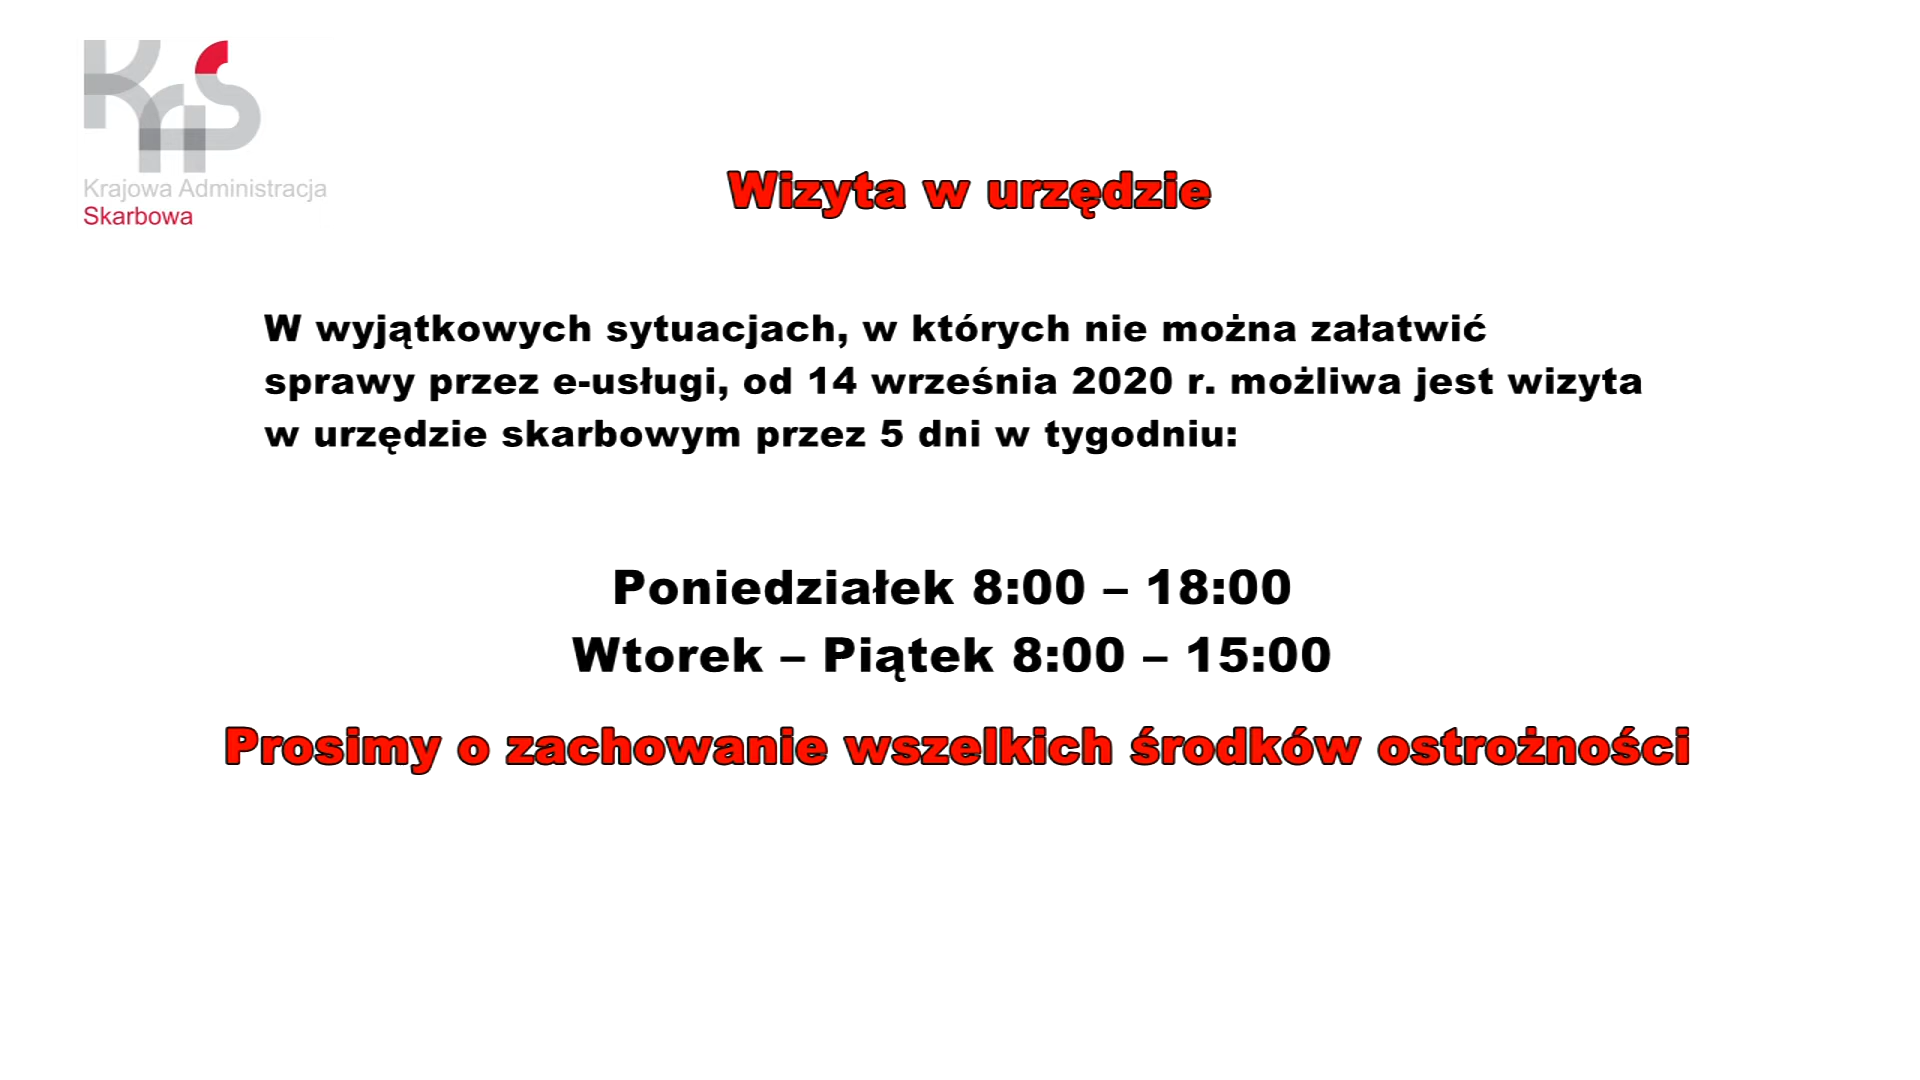 KAS
Krajowa Administracja
Skarbowa
Wizyta w urzędzie
W wyjątkowych sytuacjach, w których nie można załatwić
sprawy przez e-usługi, od 14 września 2020 r. możliwa jest wizyta
w urzędzie skarbowym przez 5 dni w tygodniu:
Poniedziałek 8:00 – 18:00
Wtorek – Piątek 8:00 – 15:00
Prosimy o zachowanie wszelkich środków ostrożności